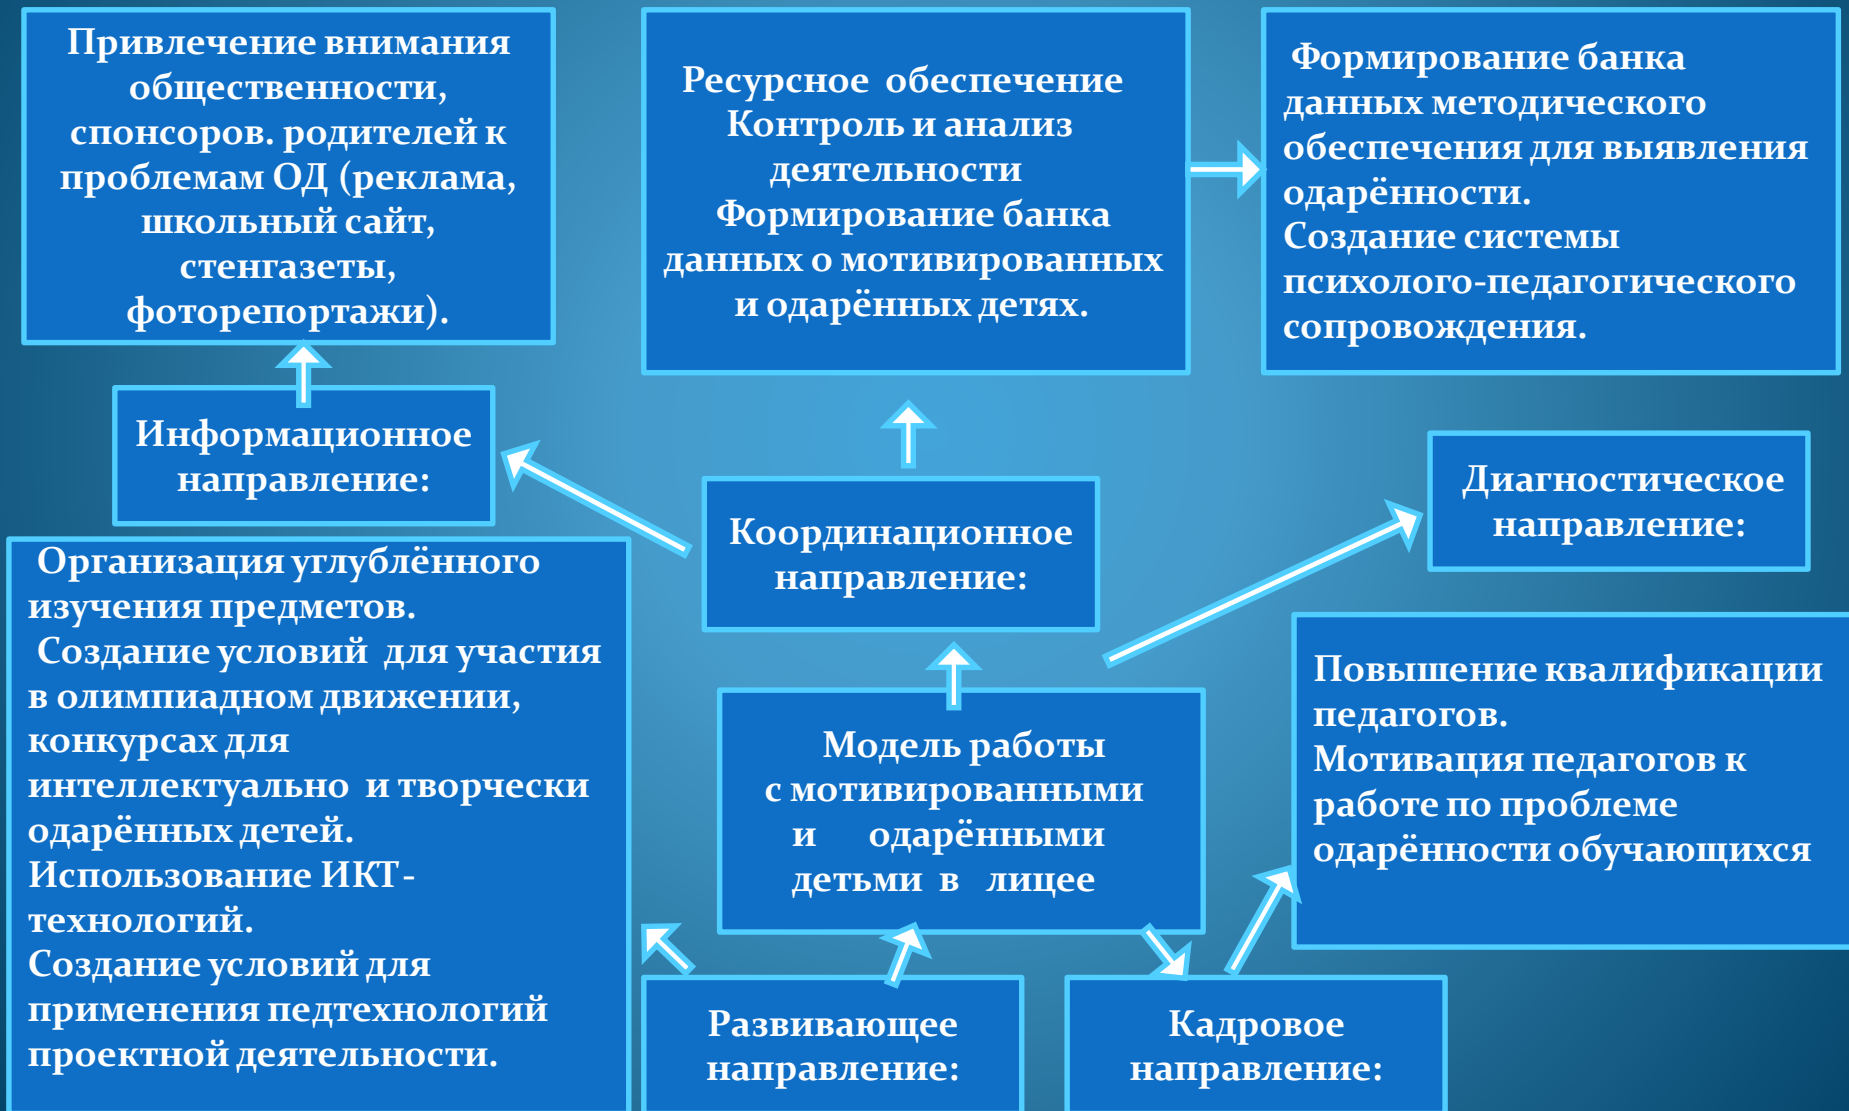 Привлечение внимания
общественности,
спонсоров. родителей к
проблемам ОД (реклама,
школьный сайт,
стенгазеты,
фоторепортажи).
Ресурсное обеспечение
Контроль и анализ
деятельности
Формирование банка
данных о мотивированных
и одарённых детях.
Формирование банка
данных методического
обеспечения для выявления
одарённости.
Создание системы
психолого-педагогического
сопровождения.
Информационное
направление:
Координационное
направление:
Диагностическое
направление:
Организация углублённого
изучения предметов.
Создание условий для участия
в олимпиадном движении,
конкурсах для
интеллектуально и творчески
одарённых детей.
Использование ИКТ-
технологий.
Создание условий для
применения педтехнологий
проектной деятельности.
Модель работы
с мотивированными
и одарёнными
детьми в лицее
Повышение квалификации
педагогов.
Мотивация педагогов к
работе по проблеме
одарённости обучающихся
Развивающее
направление:
Кадровое
направление: